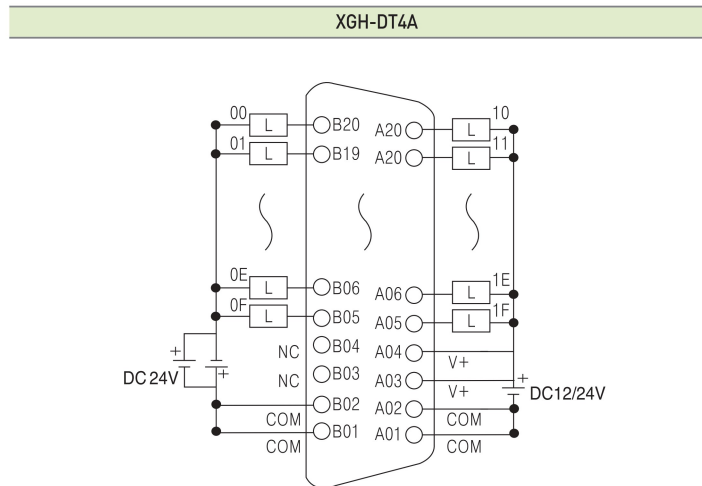 XGH-DT4A
00 L B20 A20 L 10
01 L B19 A20 L 11
0E L B06 A06 L 1E
0F L B05 A05 L 1F
NC B04 A04 V+
DC 24V + + NC B03 A03 V+ + DC12/24V
COM B02 A02 COM
COM B01 A01 COM